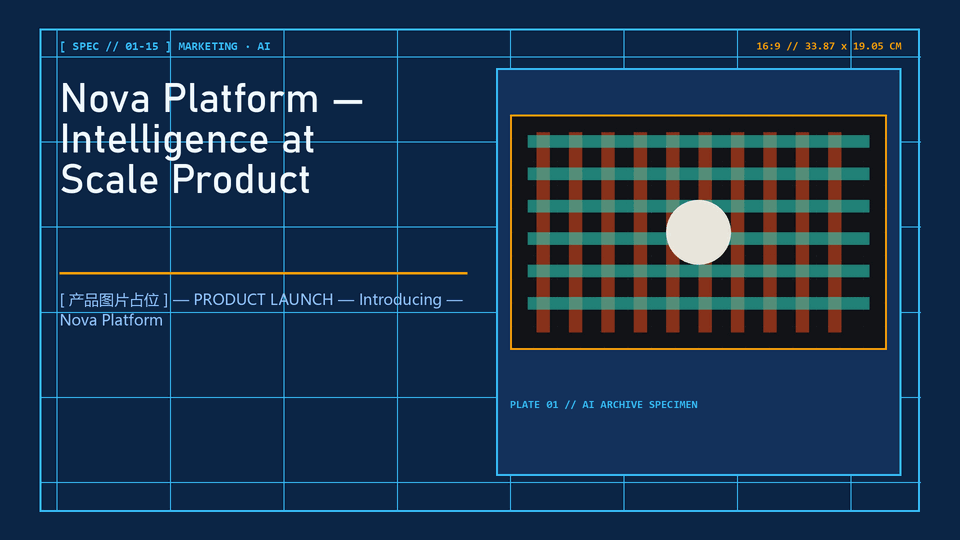 [ SPEC // 01-15 ] MARKETING · AI
16:9 // 33.87 x 19.05 CM
Nova Platform —
Intelligence at
Scale Product
[ 产品图片占位 ] — PRODUCT LAUNCH — Introducing —
Nova Platform
PLATE 01 // AI ARCHIVE SPECIMEN